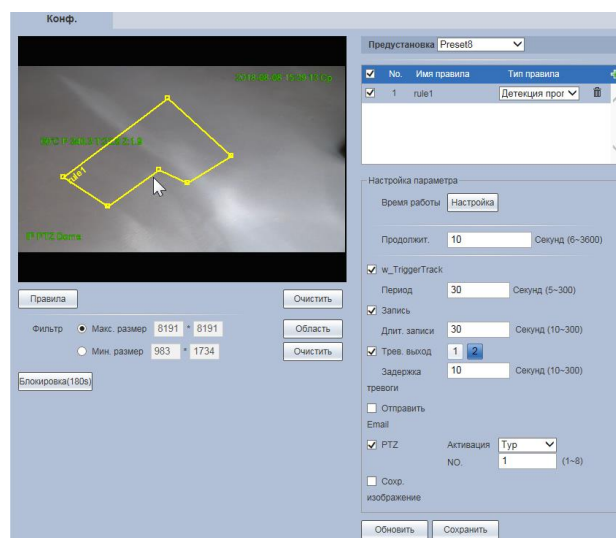 Конф.
Предустановка Preset8
No. Имя правила Тип правила
1 rule1 Детекция прог
rule1
IP PTZ Dome
Настройка параметра
Время работы Настройка
Продолжит. 10 Секунд (6~3600)
w_TriggerTrack
Период 30 Секунд (5~300)
Запись
Длит. записи 30 Секунд (10~300)
Трев. выход 1 2
Задержка 10 Секунд (10~300)
тревоги
Отправить
Email
PTZ Активация Тур
NO. 1 (1~8)
Сохр.
изображение
Обновить Сохранить
Правила Очистить
Фильтр Макс. размер 8191 * 8191 Область
Мин. размер 983 * 1734 Очистить
Блокировка(180s)